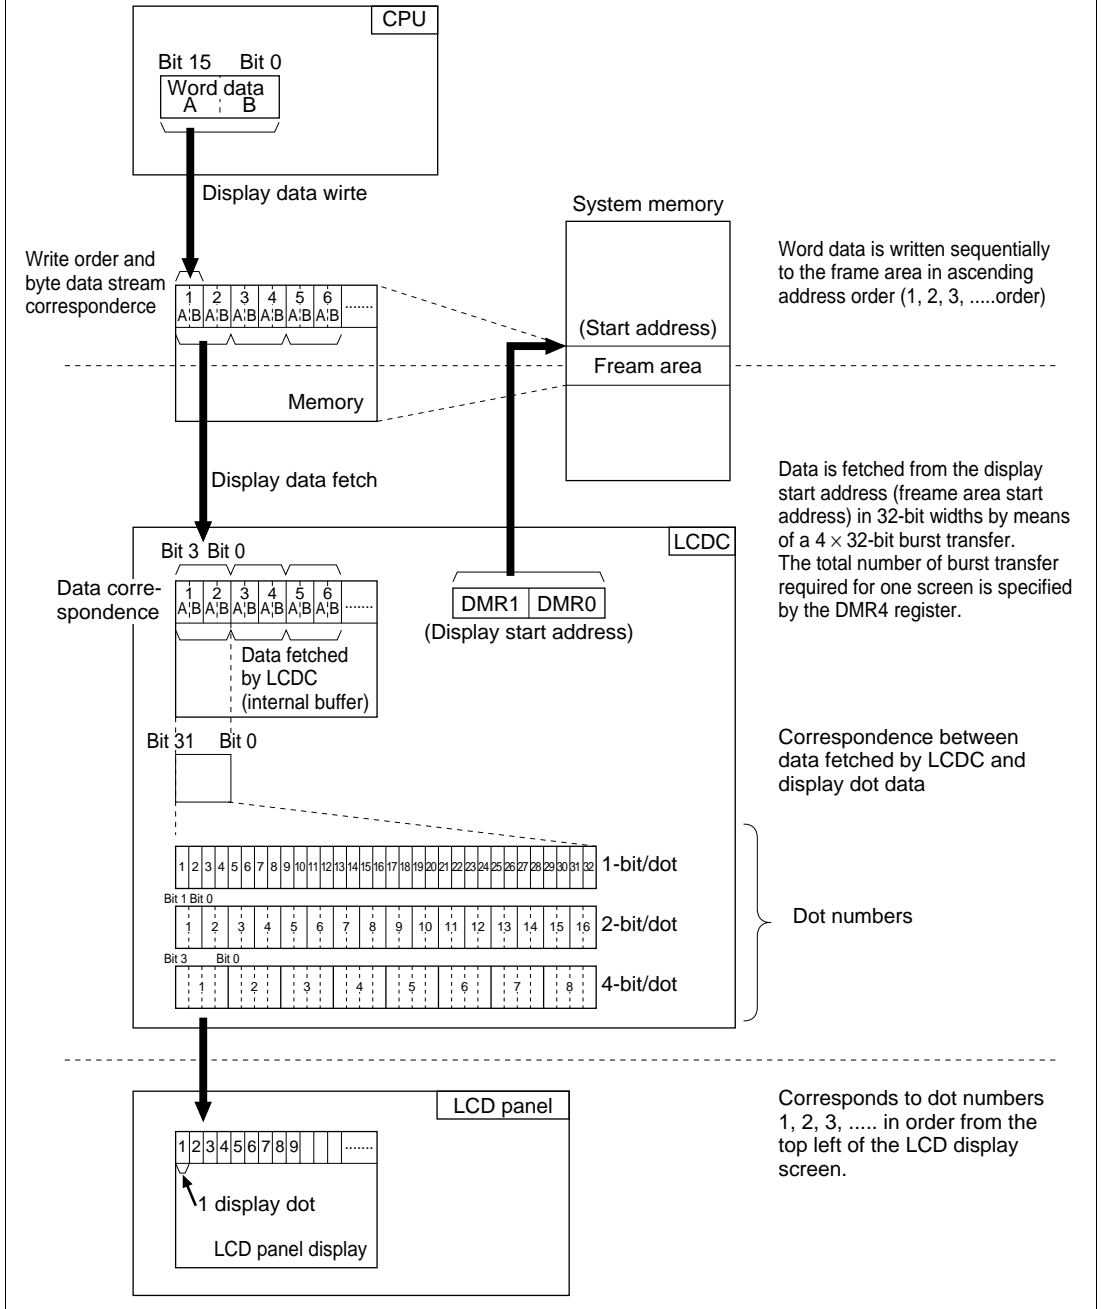 CPU
Bit 15 Bit 0
Word data
A B
Display data wirte
System memory
Write order and
byte data stream
corresponderce
1 2 3 4 5 6
A B A B A B A B A B A B .......
Memory
(Start address)
Fream area
Word data is written sequentially
to the frame area in ascending
address order (1, 2, 3, .....order)
Display data fetch
Data is fetched from the display
start address (freame area start
address) in 32-bit widths by means
of a 4 × 32-bit burst transfer.
The total number of burst transfer
required for one screen is specified
by the DMR4 register.
LCDC
Bit 3 Bit 0
Data corre-
spondence
1 2 3 4 5 6
A B A B A B A B A B A B .......
DMR1 DMR0
(Display start address)
Data fetched
by LCDC
(internal buffer)
Bit 31 Bit 0
Correspondence between
data fetched by LCDC and
display dot data
1 2 3 4 5 6 7 8 9 10 11 12 13 14 15 16 17 18 19 20 21 22 23 24 25 26 27 28 29 30 31 32 1-bit/dot
Bit 1 Bit 0
1 2 3 4 5 6 7 8 9 10 11 12 13 14 15 16 2-bit/dot
Bit 3 Bit 0
1 2 3 4 5 6 7 8 4-bit/dot
Dot numbers
LCD panel
1 2 3 4 5 6 7 8 9 .......
1 display dot
LCD panel display
Corresponds to dot numbers
1, 2, 3, ..... in order from the
top left of the LCD display
screen.